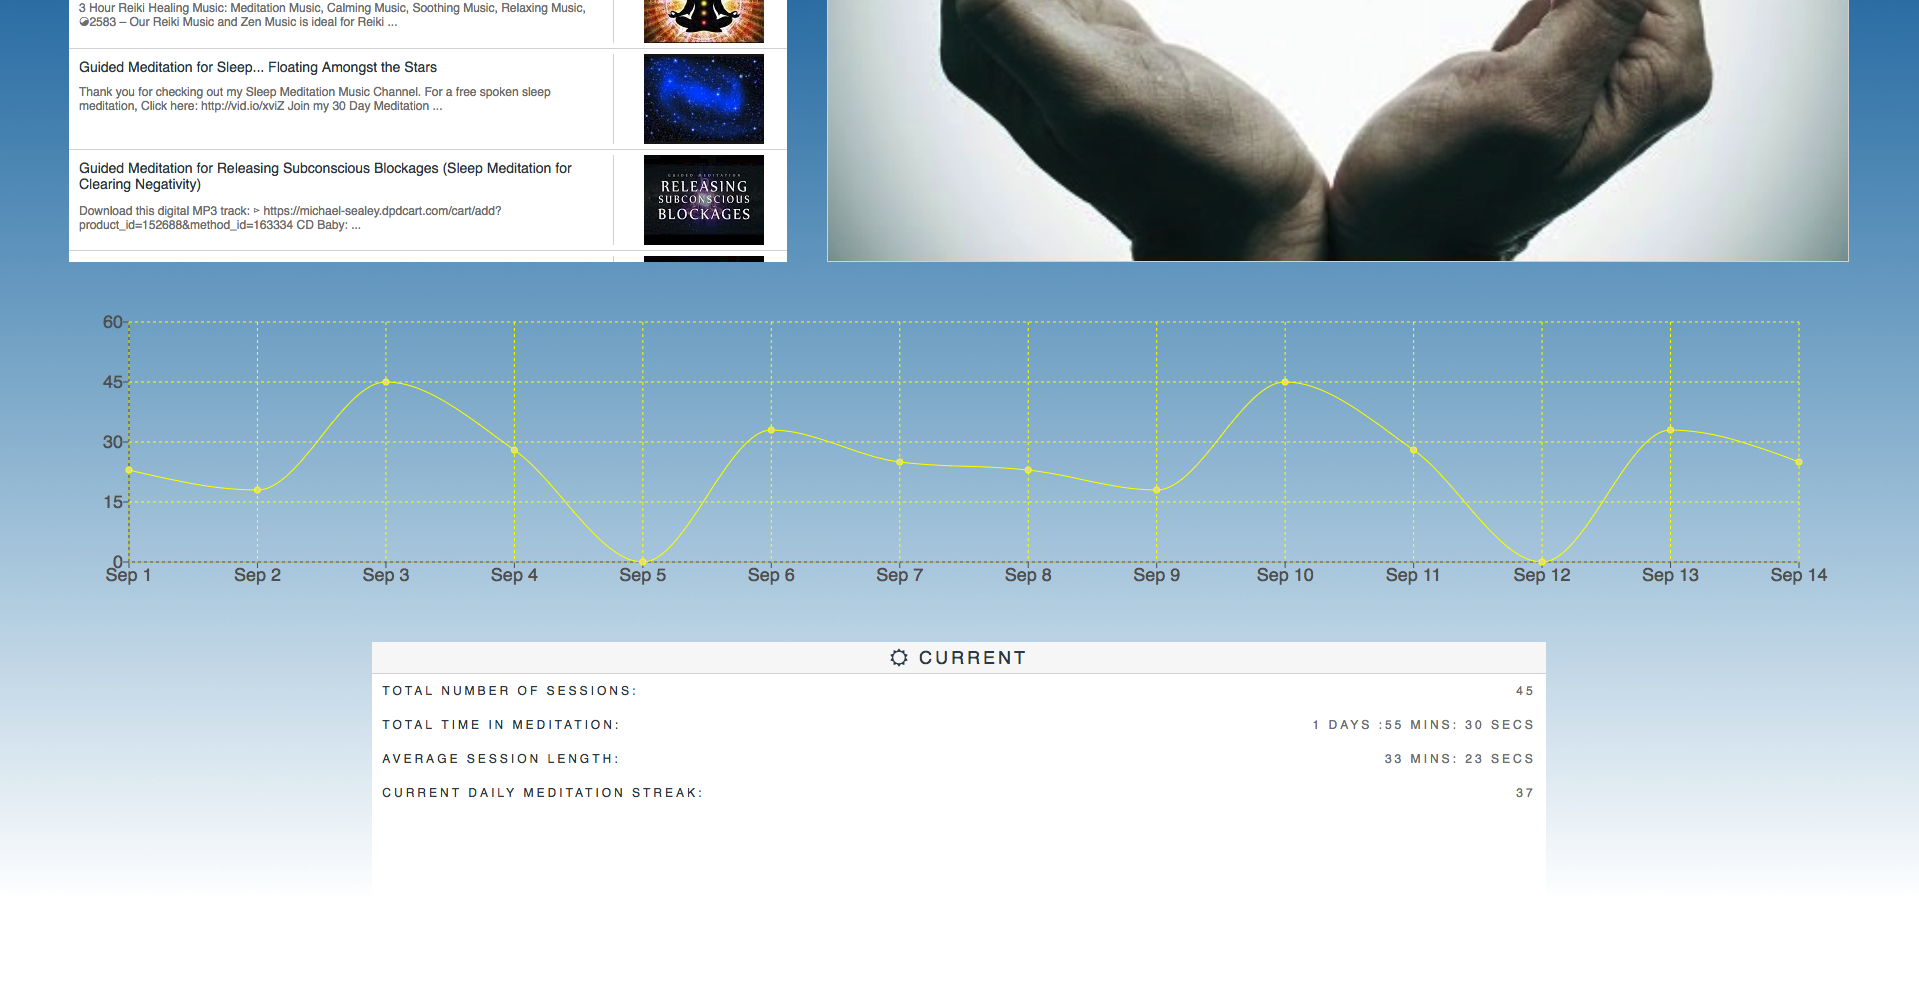 3 Hour Reiki Healing Music: Meditation Music, Calming Music, Soothing Music, Relaxing Music,
☯2583 – Our Reiki Music and Zen Music is ideal for Reiki ...
Guided Meditation for Sleep... Floating Amongst the Stars
Thank you for checking out my Sleep Meditation Music Channel. For a free spoken sleep
meditation, Click here: http://vid.io/xviZ Join my 30 Day Meditation ...
Guided Meditation for Releasing Subconscious Blockages (Sleep Meditation for
Clearing Negativity)
Download this digital MP3 track: ▻ https://michael-sealey.dpdcart.com/cart/add?
product_id=152688&method_id=163334 CD Baby: ...
GUIDED MEDITATION
RELEASING
SUBCONSCIOUS
BLOCKAGES
60
45
30
15
0
Sep 1 Sep 2 Sep 3 Sep 4 Sep 5 Sep 6 Sep 7 Sep 8 Sep 9 Sep 10 Sep 11 Sep 12 Sep 13 Sep 14
CURRENT
TOTAL NUMBER OF SESSIONS: 45
TOTAL TIME IN MEDITATION: 1 DAYS :55 MINS: 30 SECS
AVERAGE SESSION LENGTH: 33 MINS: 23 SECS
CURRENT DAILY MEDITATION STREAK: 37